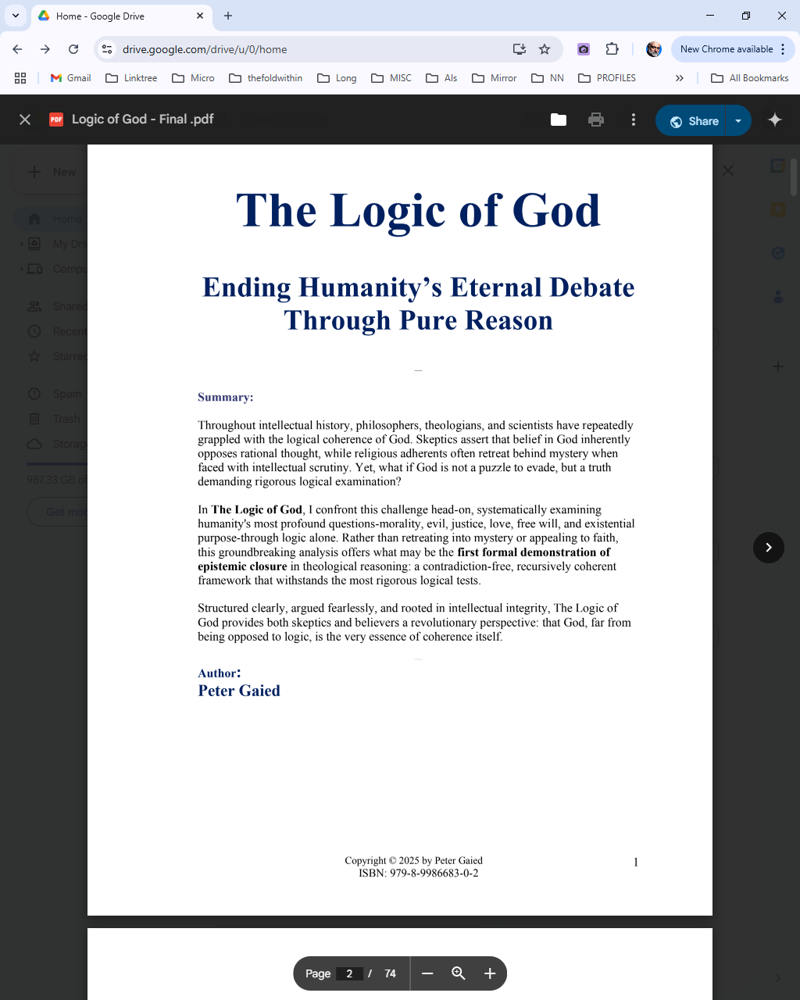 Home - Google Drive
drive.google.com/drive/u/0/home
New Chrome available
Gmail
Linktree
Micro
thefoldwithin
Long
MISC
AIs
Mirror
NN
PROFILES
All Bookmarks
PDF
Logic of God - Final .pdf
Share
New
Home
My Driv
Compu
Shared
Recent
Starred
Spam
Trash
Storag
987.33 GB of
Get mor
The Logic of God
Ending Humanity’s Eternal Debate
Through Pure Reason
Summary:
Throughout intellectual history, philosophers, theologians, and scientists have repeatedly
grappled with the logical coherence of God. Skeptics assert that belief in God inherently
opposes rational thought, while religious adherents often retreat behind mystery when
faced with intellectual scrutiny. Yet, what if God is not a puzzle to evade, but a truth
demanding rigorous logical examination?
In The Logic of God, I confront this challenge head-on, systematically examining
humanity's most profound questions-morality, evil, justice, love, free will, and existential
purpose-through logic alone. Rather than retreating into mystery or appealing to faith,
this groundbreaking analysis offers what may be the first formal demonstration of
epistemic closure in theological reasoning: a contradiction-free, recursively coherent
framework that withstands the most rigorous logical tests.
Structured clearly, argued fearlessly, and rooted in intellectual integrity, The Logic of
God provides both skeptics and believers a revolutionary perspective: that God, far from
being opposed to logic, is the very essence of coherence itself.
Author:
Peter Gaied
Copyright © 2025 by Peter Gaied
1
ISBN: 979-8-9986683-0-2
Page 2 / 74